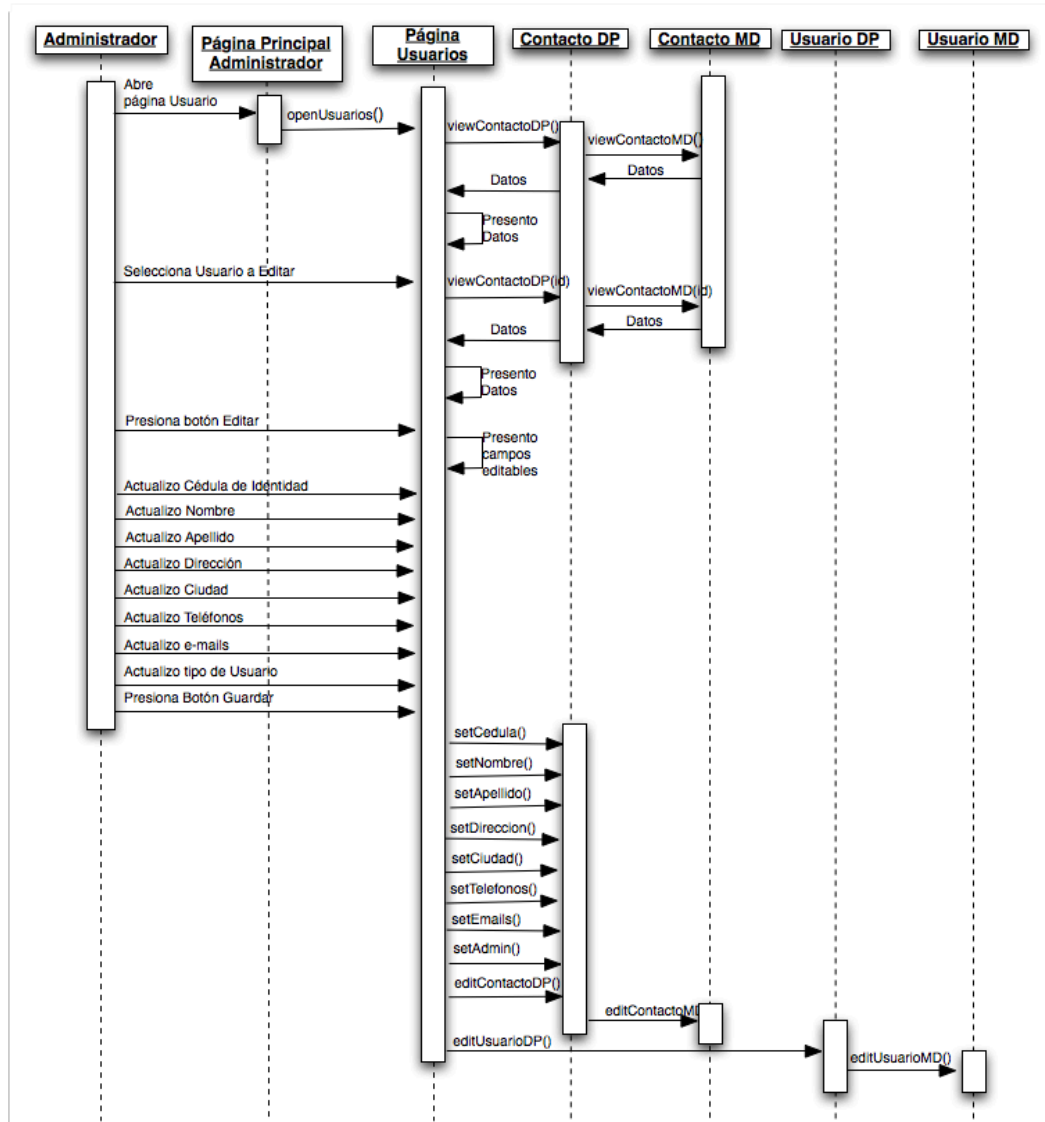 Administrador
Página Principal
Administrador
Página
Usuarios
Contacto DP
Contacto MD
Usuario DP
Usuario MD
Abre
página Usuario
openUsuarios()
viewContactoDP()
viewContactoMD()
Datos
Datos
Presento
Datos
Selecciona Usuario a Editar
viewContactoDP(id)
viewContactoMD(id)
Datos
Datos
Presento
Datos
Presiona botón Editar
Presento
campos
editables
Actualizo Cédula de Identidad
Actualizo Nombre
Actualizo Apellido
Actualizo Dirección
Actualizo Ciudad
Actualizo Teléfonos
Actualizo e-mails
Actualizo tipo de Usuario
Presiona Botón Guardar
setCedula()
setNombre()
setApellido()
setDireccion()
setCiudad()
setTelefonos()
setEmails()
setAdmin()
editContactoDP()
editContactoMD
editUsuarioDP()
editUsuarioMD()